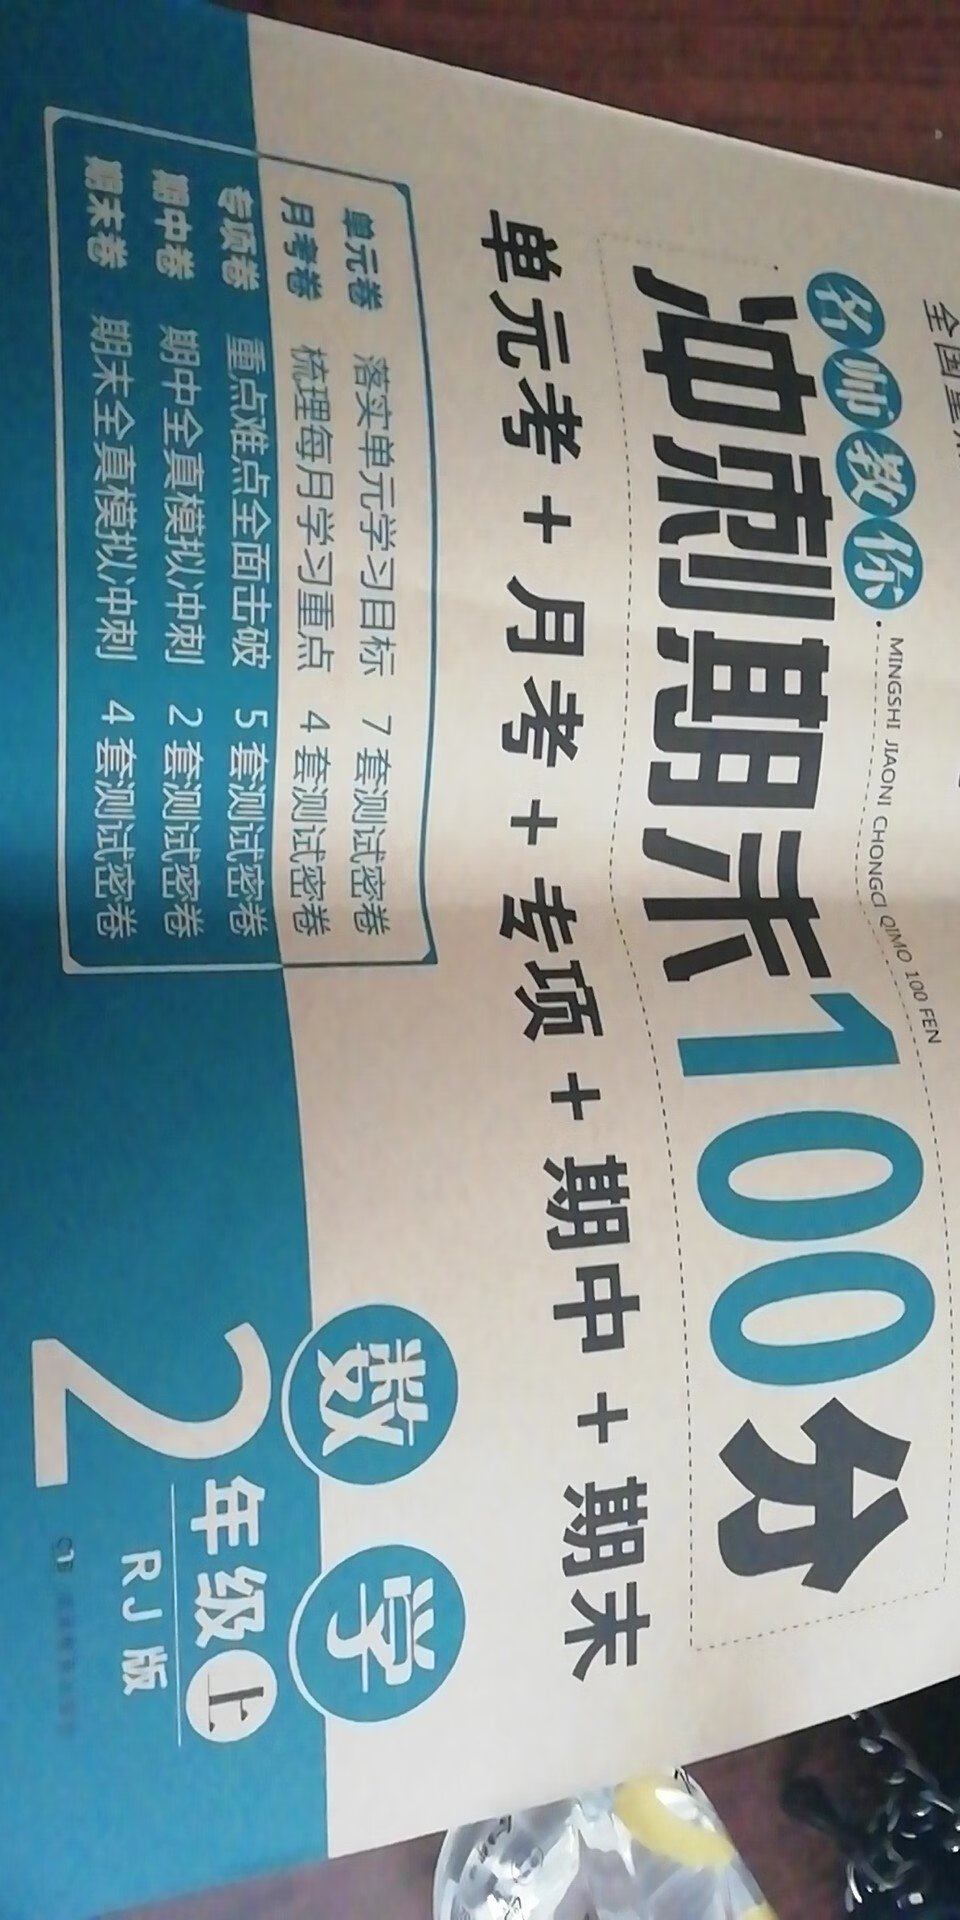 全国重
名师教你
MINGSHI JIAONI CHONGCI QIMO 100 FEN
冲刺期末100分
单元考+月考+专项+期中+期末
单元卷 落实单元学习目标 7套测试密卷
月考卷 梳理每月学习重点 4套测试密卷
专项卷 重点难点全面击破 5套测试密卷
期中卷 期中全真模拟冲刺 2套测试密卷
期末卷 期末全真模拟冲刺 4套测试密卷
数学
2年级上
RJ版